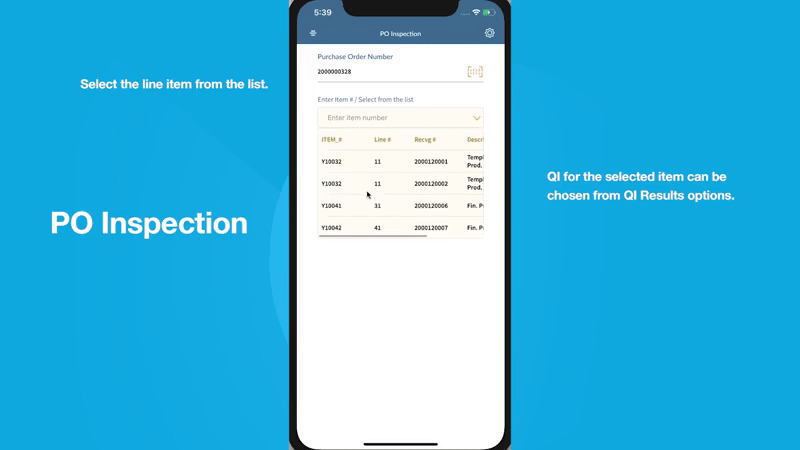 Select the line item from the list.
PO Inspection
5:39
PO Inspection
Purchase Order Number
2000000328
Enter Item # / Select from the list
Enter item number
ITEM_# Line # Recvg # Descri
Y10032 11 2000120001 Templ
Prod.
Y10032 11 2000120002 Templ
Prod.
Y10041 31 2000120006 Fin. P
Y10042 41 2000120007 Fin. P
QI for the selected item can be
chosen from QI Results options.